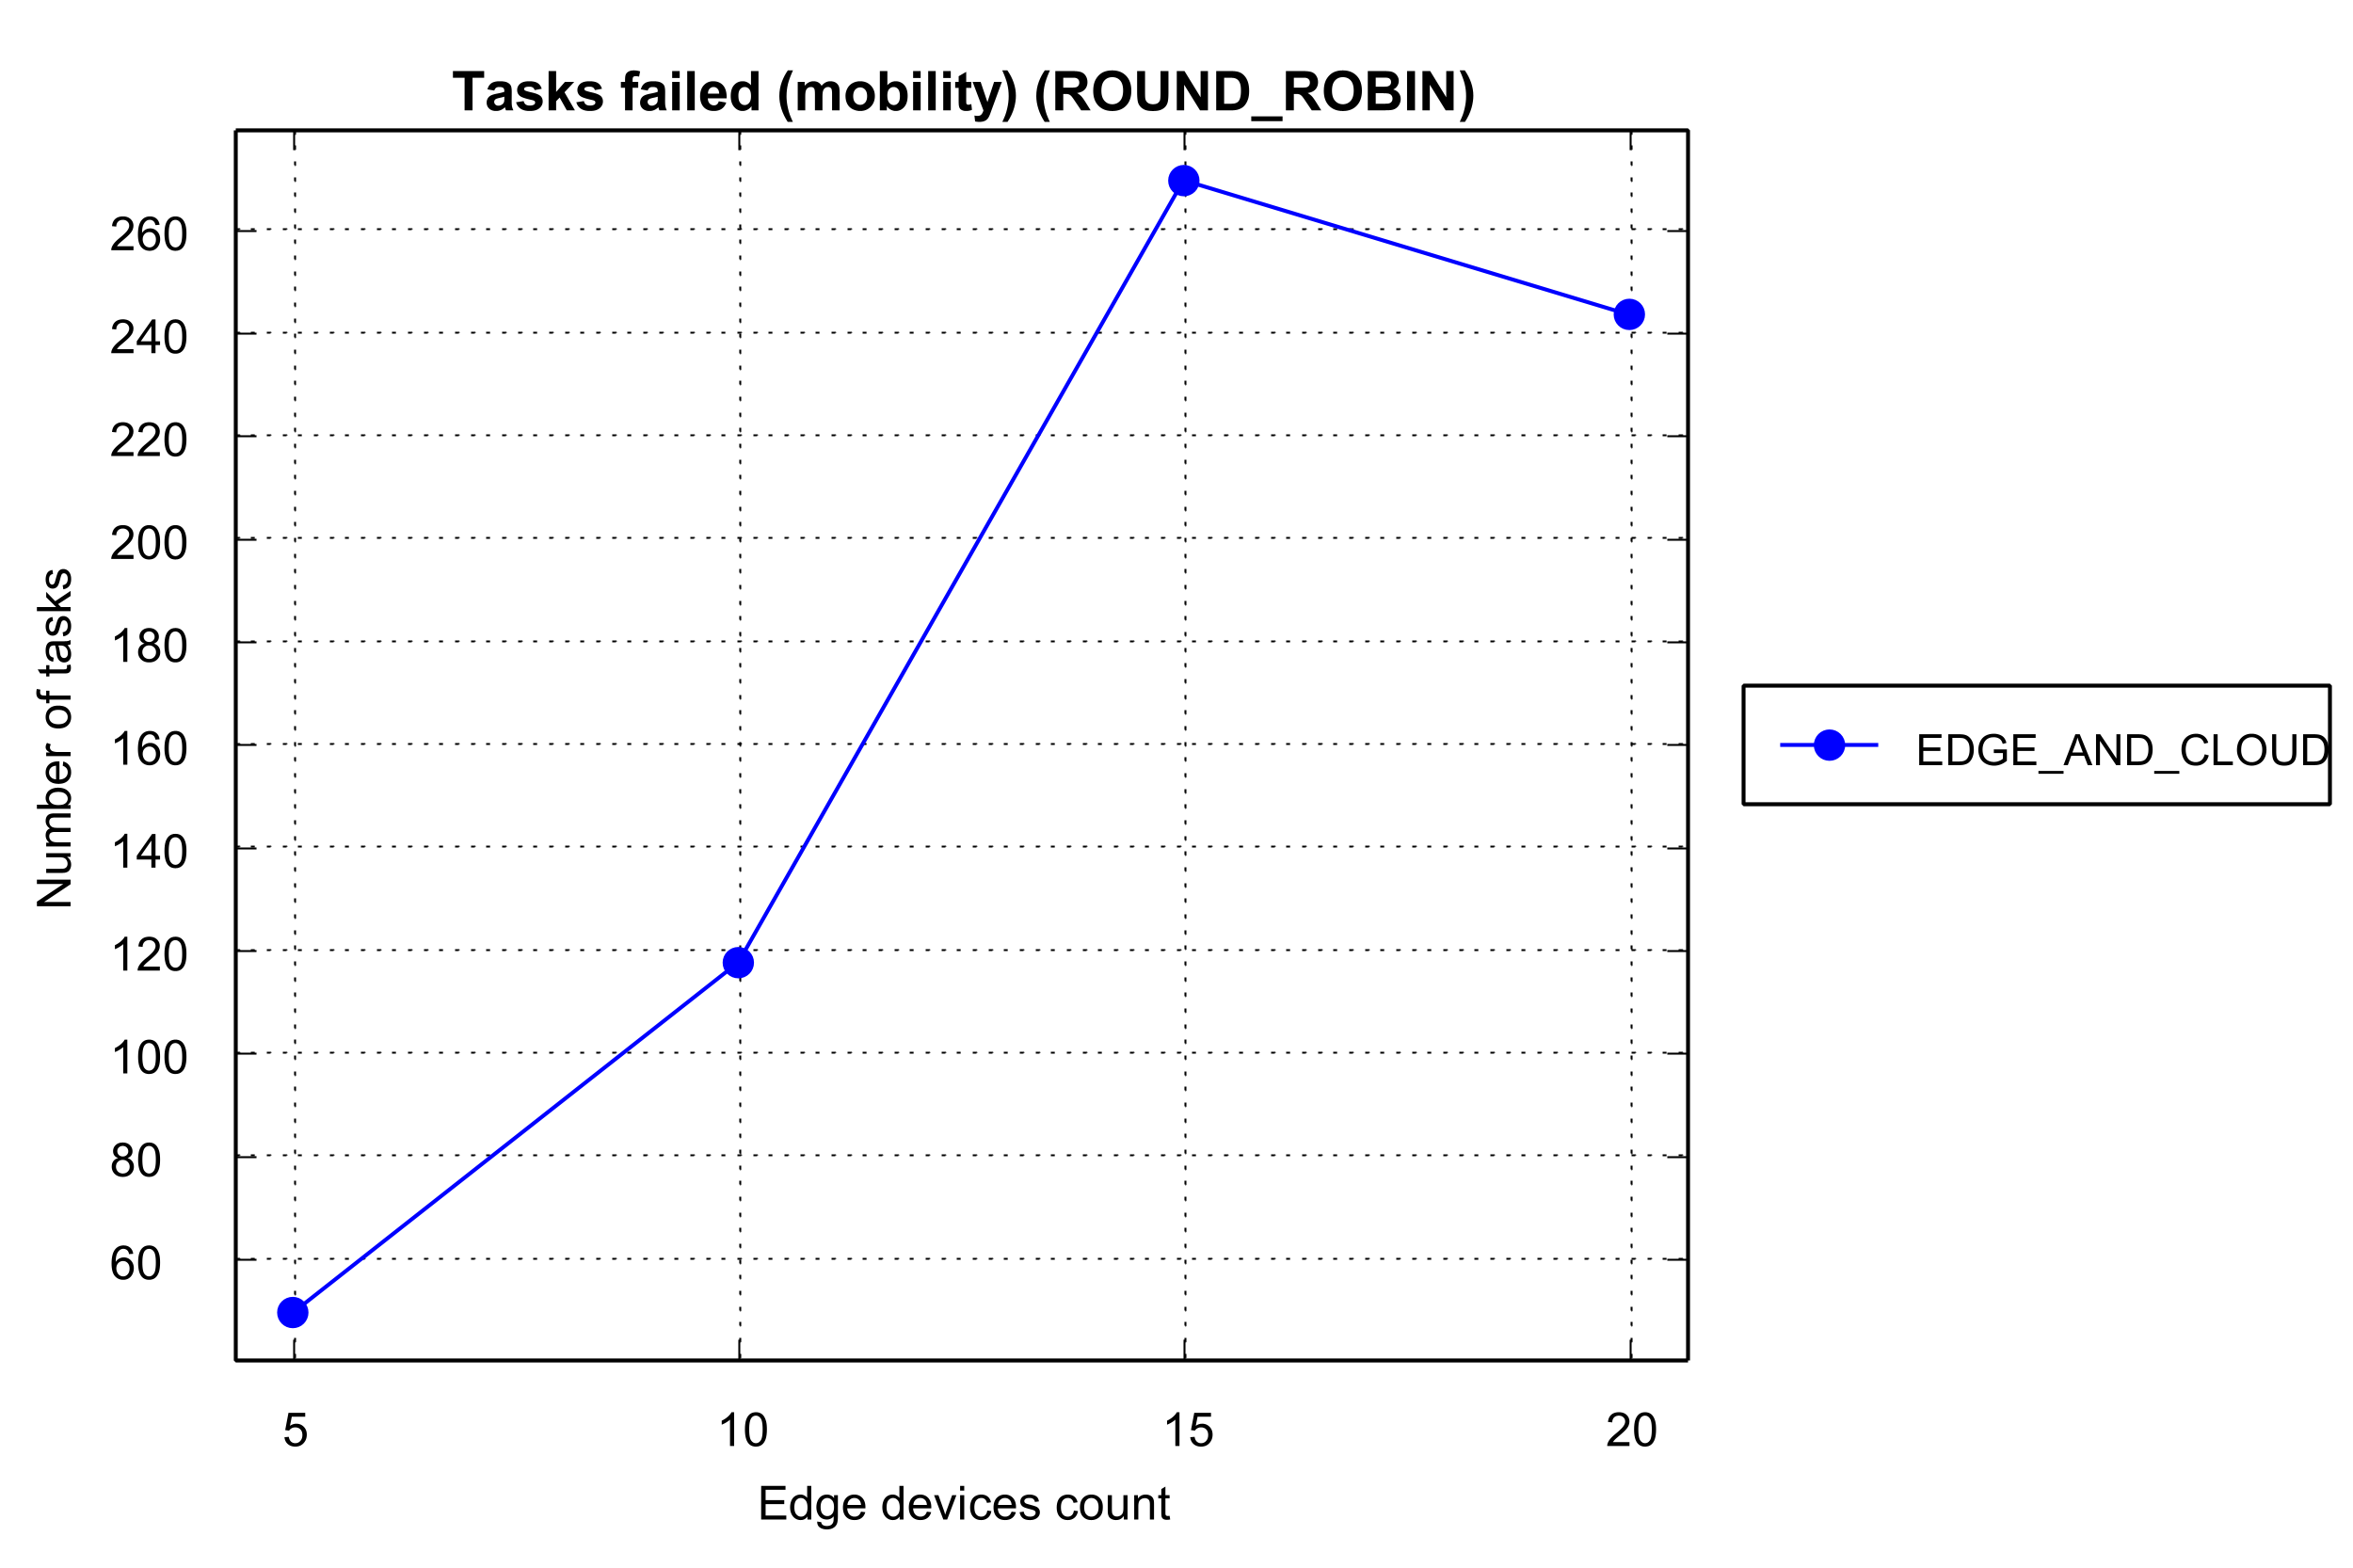 Tasks failed (mobility) (ROUND_ROBIN)
260
240
220
200
180
160
140
120
100
80
60
Number of tasks
5 10 15 20
Edge devices count
EDGE_AND_CLOUD